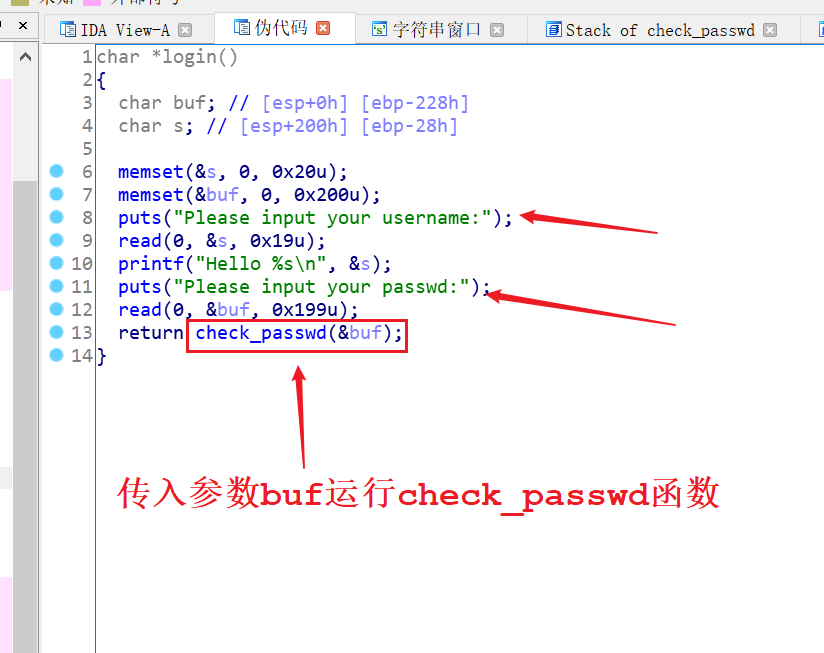 IDA View-A 伪代码 字符串窗口 Stack of check_passwd
1 char *login()
2 {
3 char buf; // [esp+0h] [ebp-228h]
4 char s; // [esp+200h] [ebp-28h]
5
6 memset(&s, 0, 0x20u);
7 memset(&buf, 0, 0x200u);
8 puts("Please input your username:");
9 read(0, &s, 0x19u);
10 printf("Hello %s\n", &s);
11 puts("Please input your passwd:");
12 read(0, &buf, 0x199u);
13 return check_passwd(&buf);
14 }
传入参数buf运行check_passwd函数